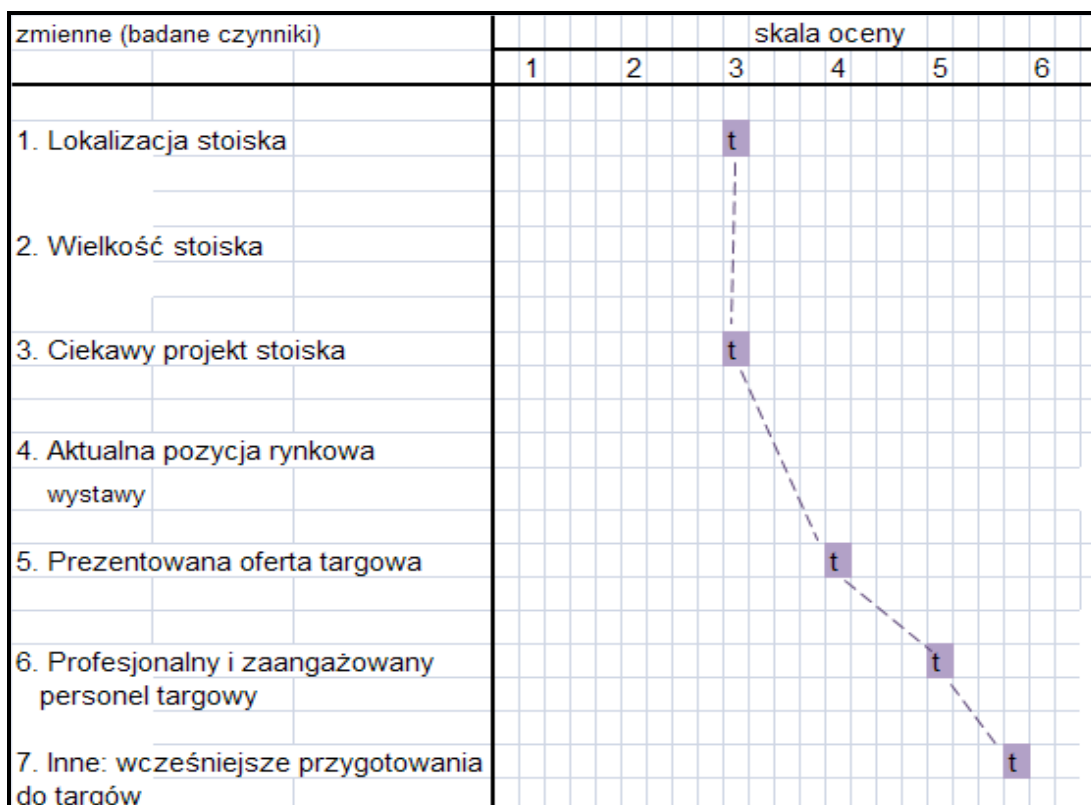 zmienne (badane czynniki)
skala oceny
1 2 3 4 5 6
1. Lokalizacja stoiska
t
2. Wielkość stoiska
3. Ciekawy projekt stoiska
t
4. Aktualna pozycja rynkowa
wystawy
5. Prezentowana oferta targowa
t
6. Profesjonalny i zaangażowany
t
personel targowy
7. Inne: wcześniejsze przygotowania
t
do targów